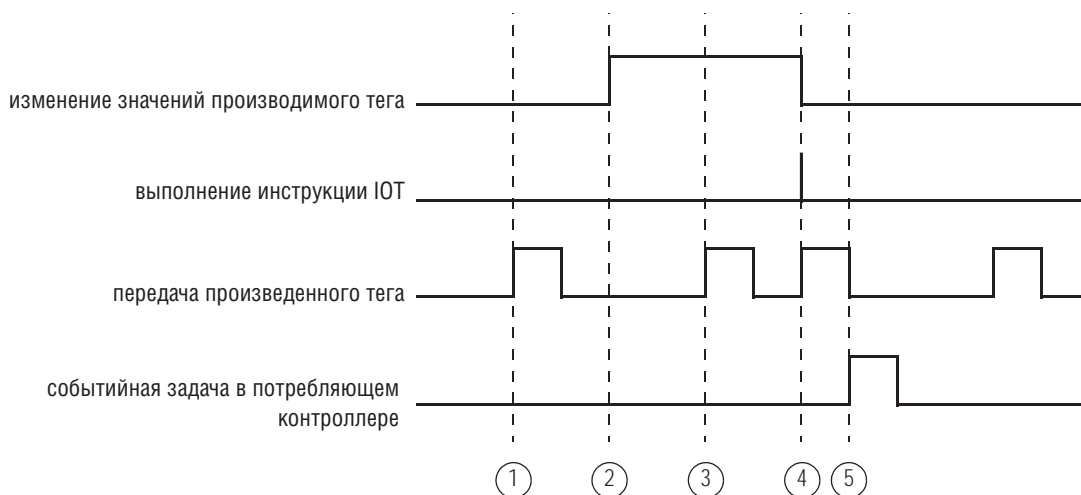 изменение значений производимого тега
выполнение инструкции IOT
передача произведенного тега
событийная задача в потребляющем
контроллере
1 2 3 4 5